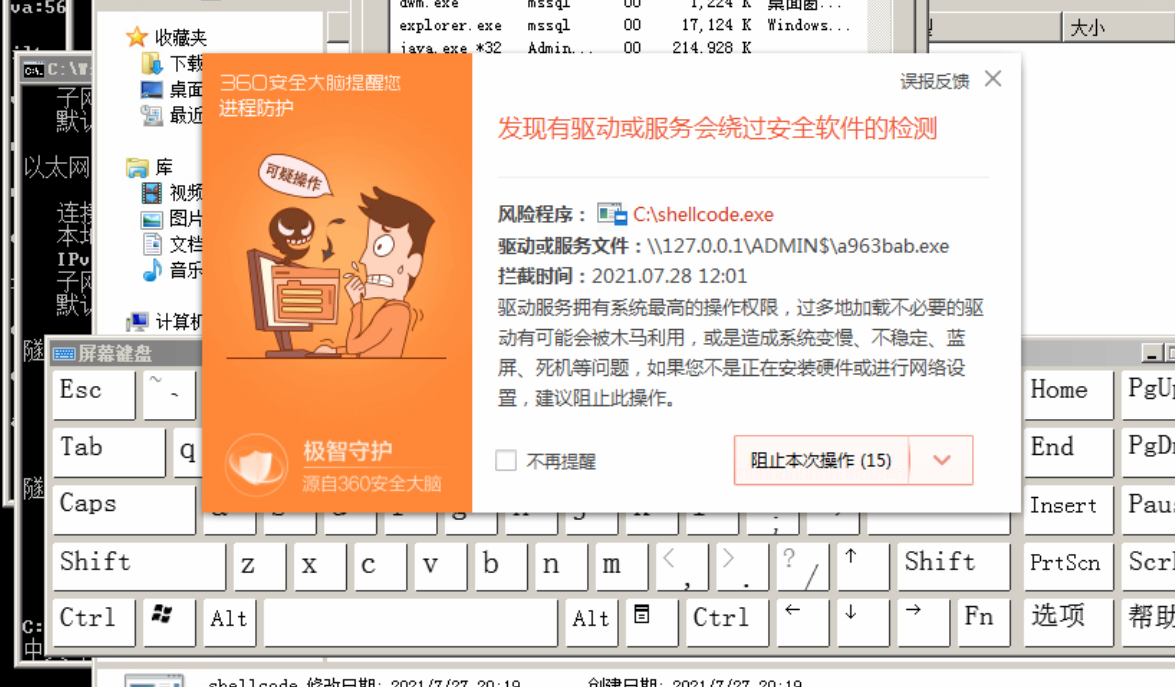 va:56
dwm.exe mssql 00 1,224 K 桌面窗...
explorer.exe mssql 00 17,124 K Windows...
java.exe *32 Admin... 00 214,928 K
大小
收藏夹
下载
桌面
最近
库
视频
图片
文档
音乐
计算机
C:\W
子网
默认
以太网
连接
本地
IPv
子网
默认
隧
隧
C:
360安全大脑提醒您
进程防护
可疑操作
极智守护
源自360安全大脑
误报反馈
发现有驱动或服务会绕过安全软件的检测
风险程序： C:\shellcode.exe
驱动或服务文件：\\127.0.0.1\ADMIN$\a963bab.exe
拦截时间：2021.07.28 12:01
驱动服务拥有系统最高的操作权限，过多地加载不必要的驱
动有可能会被木马利用，或是造成系统变慢、不稳定、蓝
屏、死机等问题，如果您不是正在安装硬件或进行网络设
置，建议阻止此操作。
不再提醒
阻止本次操作 (15)
屏幕键盘
Esc ~ ` Home PgUp
Tab q End PgDn
Caps Insert Pau
Shift z x c v b n m < , > . ? / ↑ Shift PrtScn Scr
Ctrl Alt Alt Ctrl ← ↓ → Fn 选项 帮助
shellcode 修改日期: 2021/7/27 20:19 创建日期: 2021/7/27 20:19